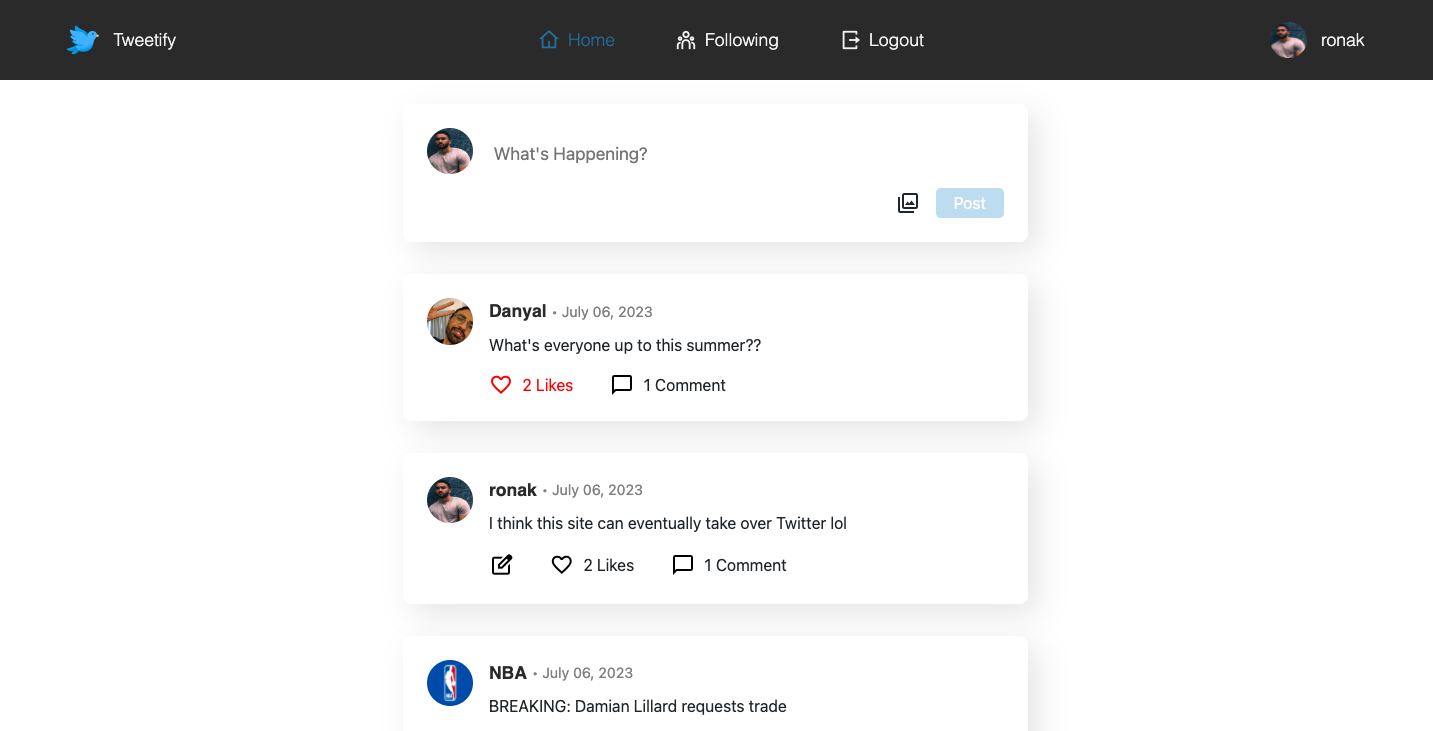 Tweetify Home Following Logout ronak
What's Happening?
Post
Danyal • July 06, 2023
What's everyone up to this summer??
2 Likes 1 Comment
ronak • July 06, 2023
I think this site can eventually take over Twitter lol
2 Likes 1 Comment
NBA • July 06, 2023
BREAKING: Damian Lillard requests trade